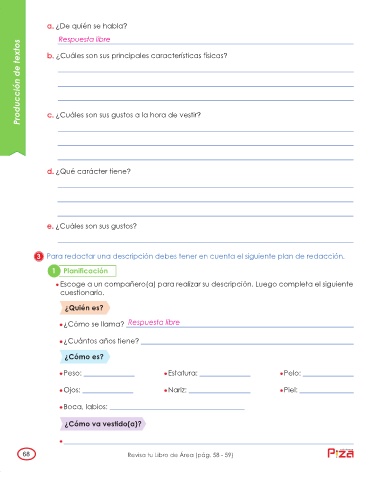 a. ¿De quién se habla?
Respuesta libre
b. ¿Cuáles son sus principales características físicas?
Producción de textos
c. ¿Cuáles son sus gustos a la hora de vestir?
d. ¿Qué carácter tiene?
e. ¿Cuáles son sus gustos?
3 Para redactar una descripción debes tener en cuenta el siguiente plan de redacción.
1 Planificación
• Escoge a un compañero(a) para realizar su descripción. Luego completa el siguiente
cuestionario.
¿Quién es?
• ¿Cómo se llama? Respuesta libre
• ¿Cuántos años tiene?
¿Cómo es?
• Peso: • Estatura: • Pelo:
• Ojos: • Nariz: • Piel:
• Boca, labios:
¿Cómo va vestido(a)?
68 Revisa tu Libro de Área (pág. 58 - 59) Piza